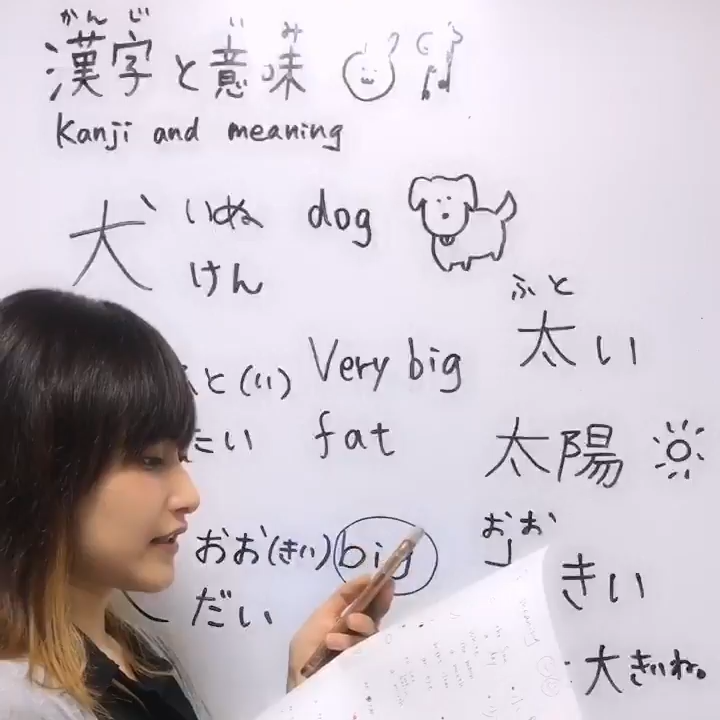 かん じ い み
漢字と意味
Kanji and meaning
犬 いぬ dog
けん
ふと
太い
と(い) Very big
たい fat
太陽
おお(きい) big
おお
きい
だい
大きいね。